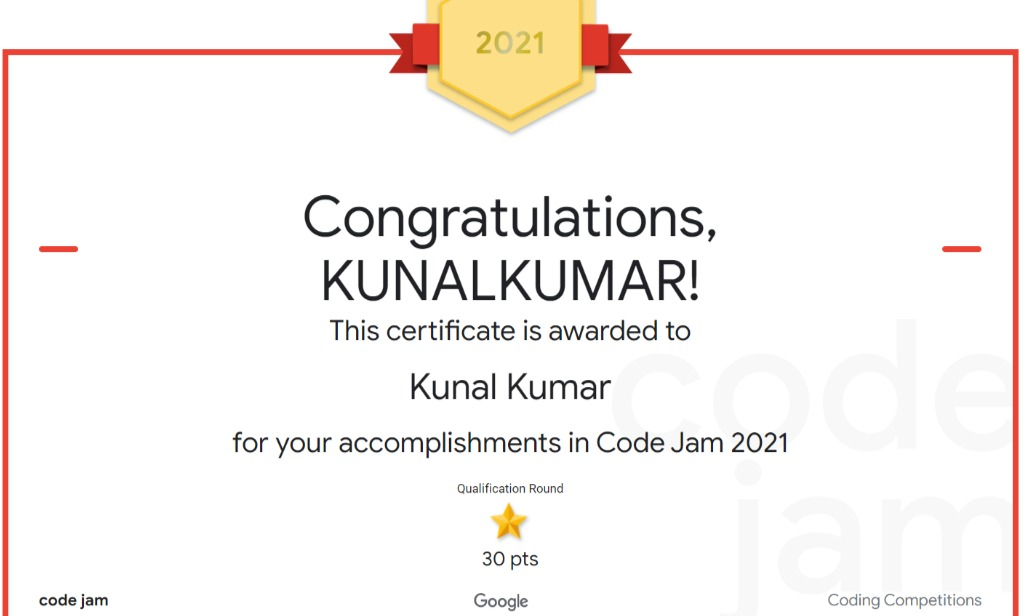 2021
Congratulations,
KUNALKUMAR!
This certificate is awarded to
Kunal Kumar
for your accomplishments in Code Jam 2021
Qualification Round
30 pts
code jam
code jam Google Coding Competitions